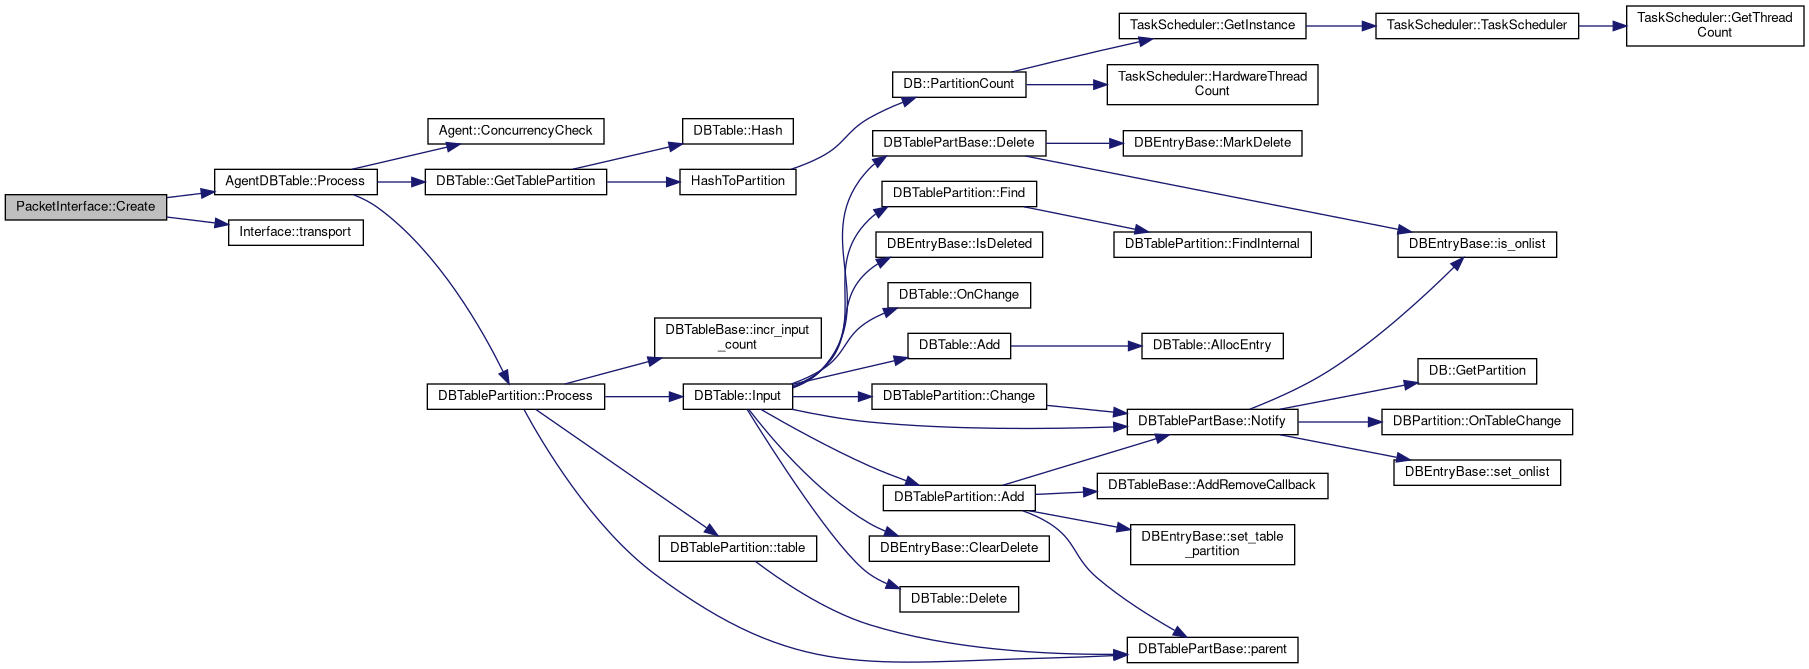 TaskScheduler::GetInstance
TaskScheduler::TaskScheduler
TaskScheduler::GetThread
Count
DB::PartitionCount
TaskScheduler::HardwareThread
Count
Agent::ConcurrencyCheck
DBTable::Hash
DBTablePartBase::Delete
DBEntryBase::MarkDelete
AgentDBTable::Process
DBTable::GetTablePartition
HashToPartition
DBTablePartition::Find
PacketInterface::Create
Interface::transport
DBEntryBase::IsDeleted
DBTablePartition::FindInternal
DBEntryBase::is_onlist
DBTable::OnChange
DBTableBase::incr_input
_count
DBTable::Add
DBTable::AllocEntry
DB::GetPartition
DBTablePartition::Process
DBTable::Input
DBTablePartition::Change
DBTablePartBase::Notify
DBPartition::OnTableChange
DBEntryBase::set_onlist
DBTablePartition::Add
DBTableBase::AddRemoveCallback
DBEntryBase::set_table
_partition
DBTablePartition::table
DBEntryBase::ClearDelete
DBTable::Delete
DBTablePartBase::parent